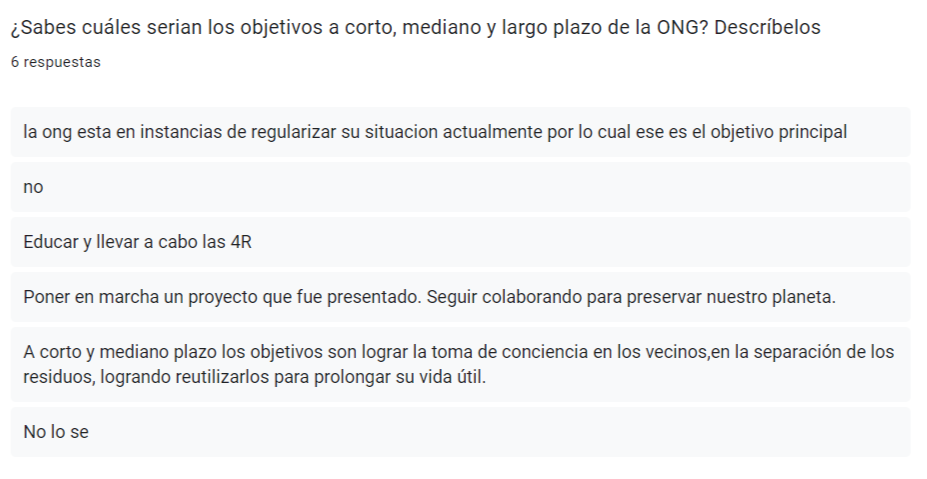 ¿Sabes cuáles serian los objetivos a corto, mediano y largo plazo de la ONG? Descríbelos
6 respuestas
la ong esta en instancias de regularizar su situacion actualmente por lo cual ese es el objetivo principal
no
Educar y llevar a cabo las 4R
Poner en marcha un proyecto que fue presentado. Seguir colaborando para preservar nuestro planeta.
A corto y mediano plazo los objetivos son lograr la toma de conciencia en los vecinos,en la separación de los
residuos, logrando reutilizarlos para prolongar su vida útil.
No lo se